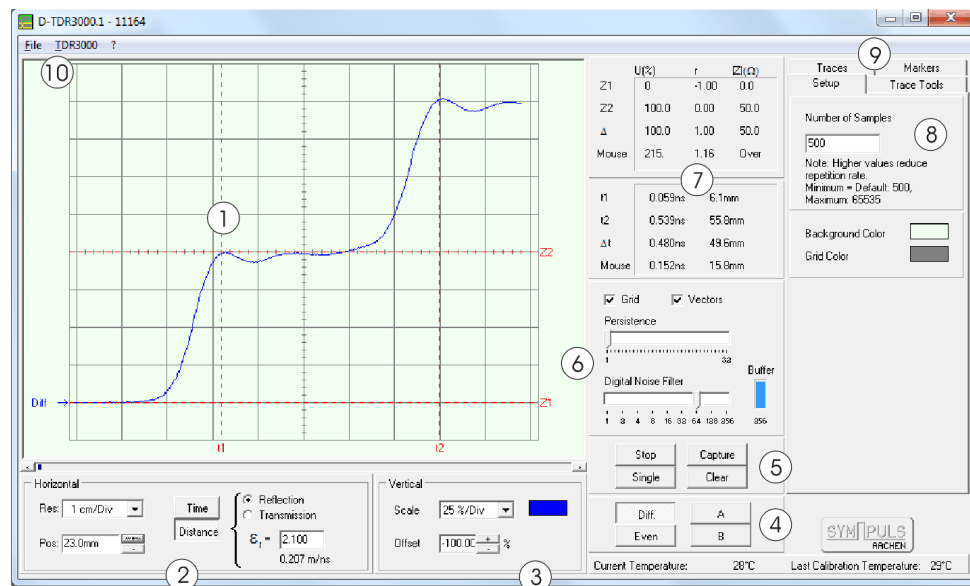 D-TDR3000.1 - 11164
File TDR3000 ?
10
1
Diff
Z2
Z1
t1 t2
U(%) r |Z|(Ω)
Z1 0 -1.00 0.0
Z2 100.0 0.00 50.0
Δ 100.0 1.00 50.0
Mouse 215. 1.16 Over
7
t1 0.059ns 6.1mm
t2 0.539ns 55.8mm
Δt 0.480ns 49.6mm
Mouse 0.152ns 15.8mm
Grid Vectors
Persistence
1 32
6
Digital Noise Filter
Buffer
1 2 4 8 16 32 64 128 256
256
Stop Capture
Single Clear
5
Diff. A
Even B
4
9
Traces Markers
Setup Trace Tools
Number of Samples
500
8
Note: Higher values reduce
repetition rate.
Minimum = Default: 500,
Maximum: 65535
Background Color
Grid Color
SYMPULS
AACHEN
Horizontal
Res: 1 cm/Div
Pos: 23.0mm
Time
Distance
Reflection
Transmission
εr = 2.100
0.207 m/ns
2
Vertical
Scale 25 %/Div
Offset -100.00 + - %
3
Current Temperature: 28°C Last Calibration Temperature: 29°C